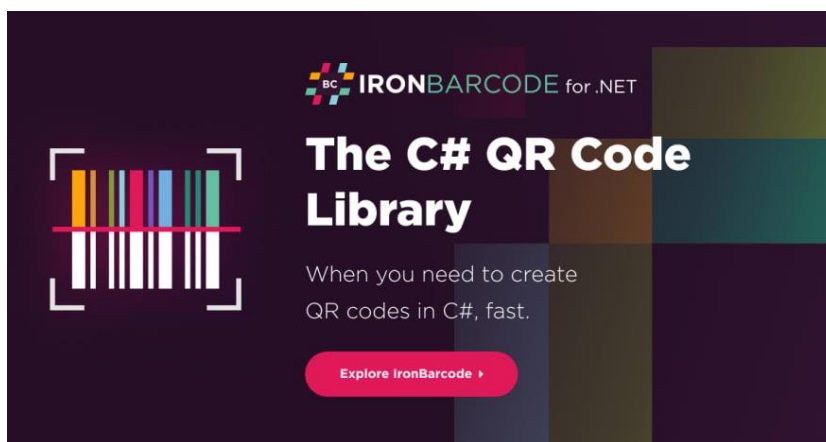 BC IRONBARCODE for .NET
The C# QR Code
Library
When you need to create
QR codes in C#, fast.
Explore IronBarcode